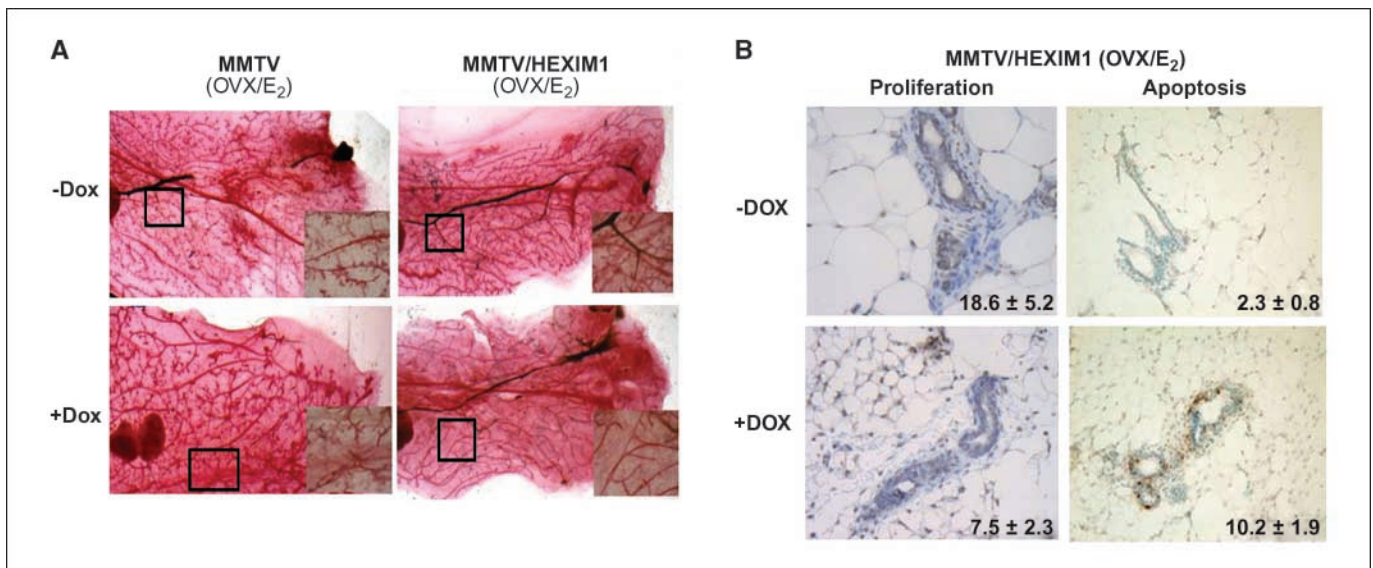 A
MMTV
(OVX/E₂)
MMTV/HEXIM1
(OVX/E₂)
-Dox
+Dox
B
MMTV/HEXIM1 (OVX/E₂)
Proliferation
Apoptosis
-DOX
18.6 ± 5.2
2.3 ± 0.8
+DOX
7.5 ± 2.3
10.2 ± 1.9